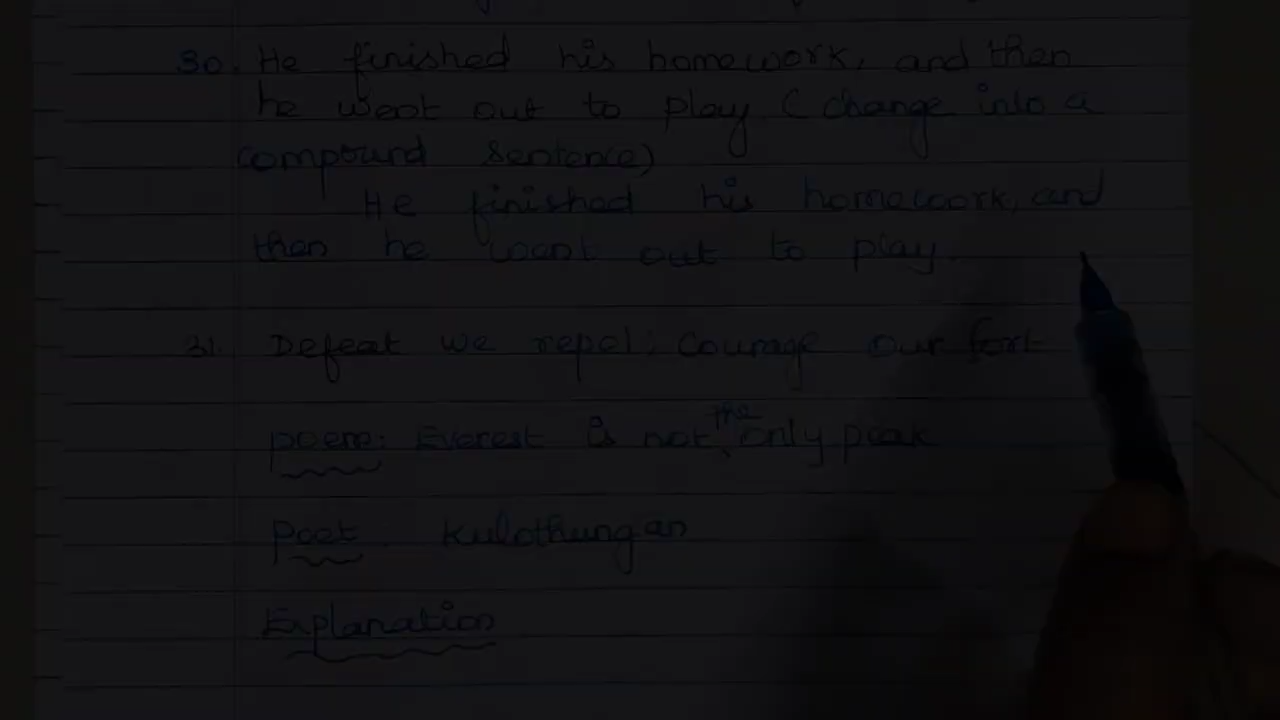 30. He finished his homework, and then
he went out to play. (change into a
compound sentence)
He finished his homework, and
then he went out to play.
31. Defeat we repel; courage our fort
poem: Everest is not the only peak
Poet Kulothungan
Explanation